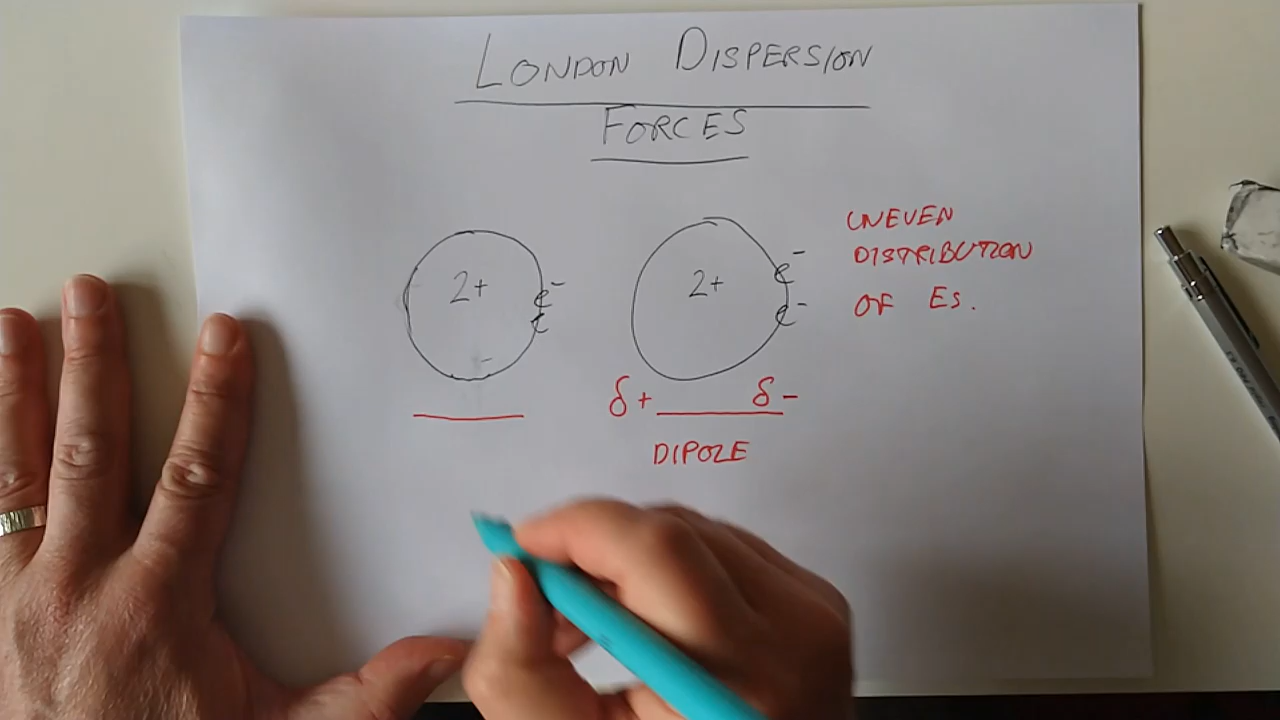 LONDON DISPERSION
FORCES
2+ e-
e
2+ e-
e-
UNEVEN
DISTRIBUTION
OF Es.
δ+ δ-
DIPOLE